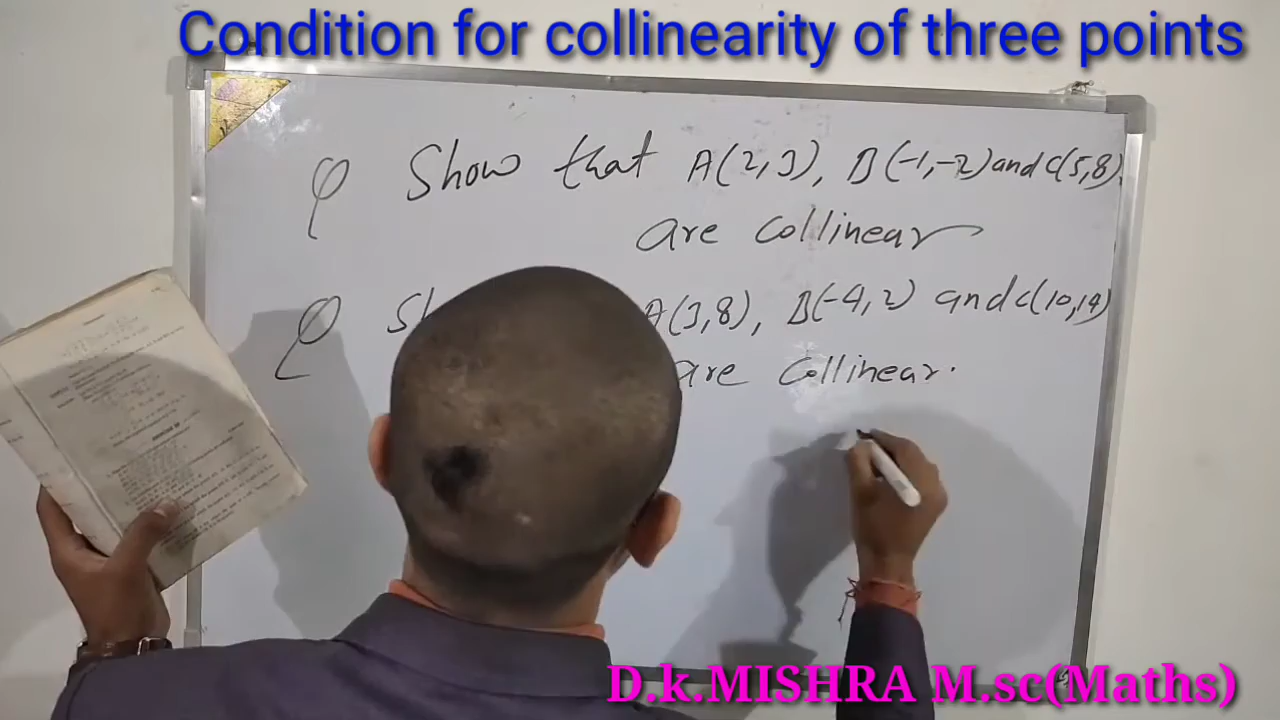 Condition for collinearity of three points
Q Show that A(2,3), B(-1,-2) and C(5,8).
are collinear
Q Sh A(3,8), B(-4,2) and C(10,14)
are collinear.
D.k.MISHRA M.sc(Maths)